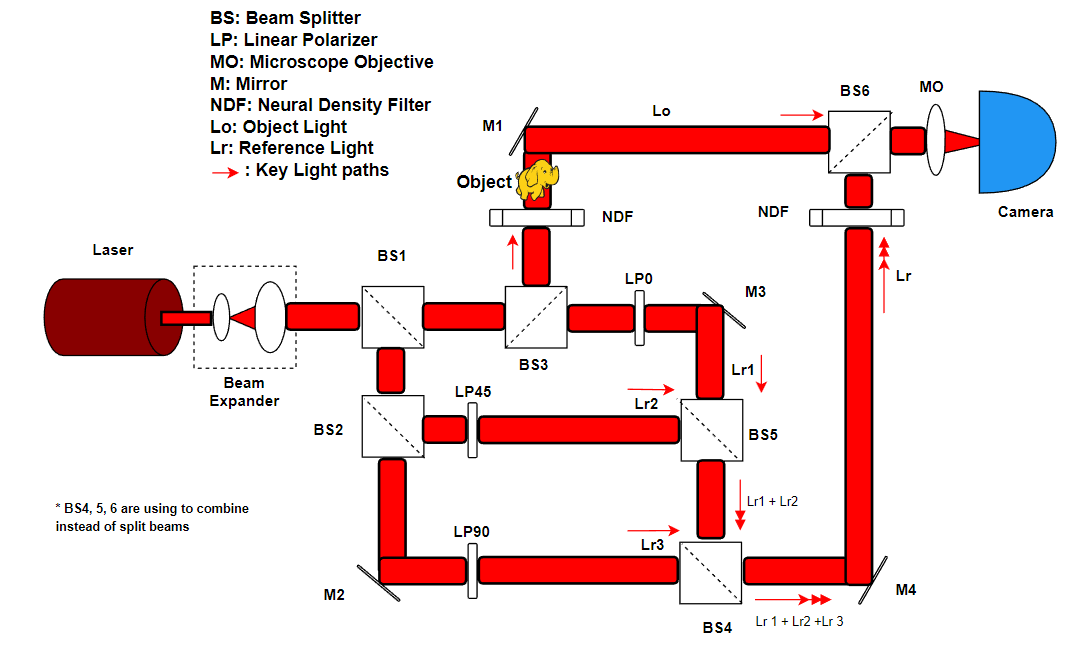 BS: Beam Splitter
LP: Linear Polarizer
MO: Microscope Objective
M: Mirror
NDF: Neural Density Filter
Lo: Object Light
Lr: Reference Light
: Key Light paths
BS6
MO
Lo
M1
Object
NDF
NDF
Camera
Laser
BS1
Lr
LP0
M3
BS3
Lr1
Beam
Expander
LP45
Lr2
BS2
BS5
* BS4, 5, 6 are using to combine
instead of split beams
Lr1 + Lr2
LP90
Lr3
M2
M4
BS4
Lr 1 + Lr2 +Lr 3